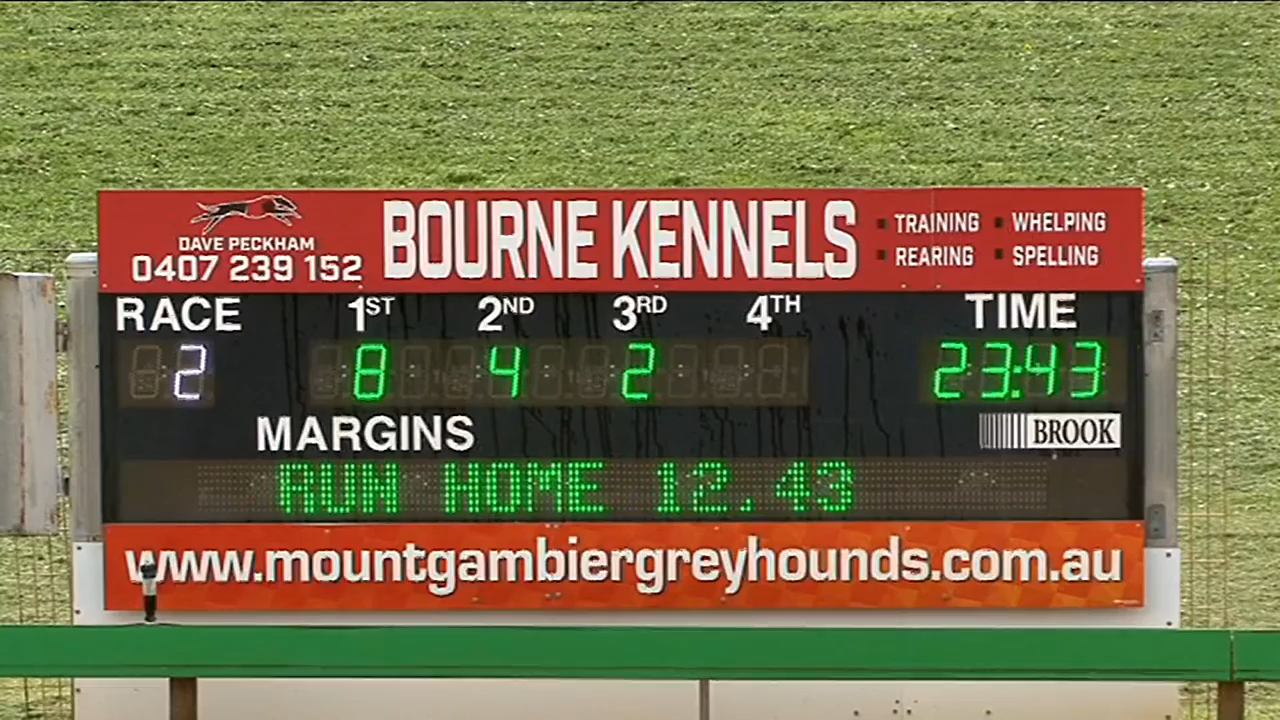 DAVE PECKHAM
0407 239 152
BOURNE KENNELS
TRAINING WHELPING
REARING SPELLING
RACE 1ST 2ND 3RD 4TH TIME
2 8 4 2 23:43
MARGINS
BROOK
RUN HOME 12.43
www.mountgambiergreyhounds.com.au